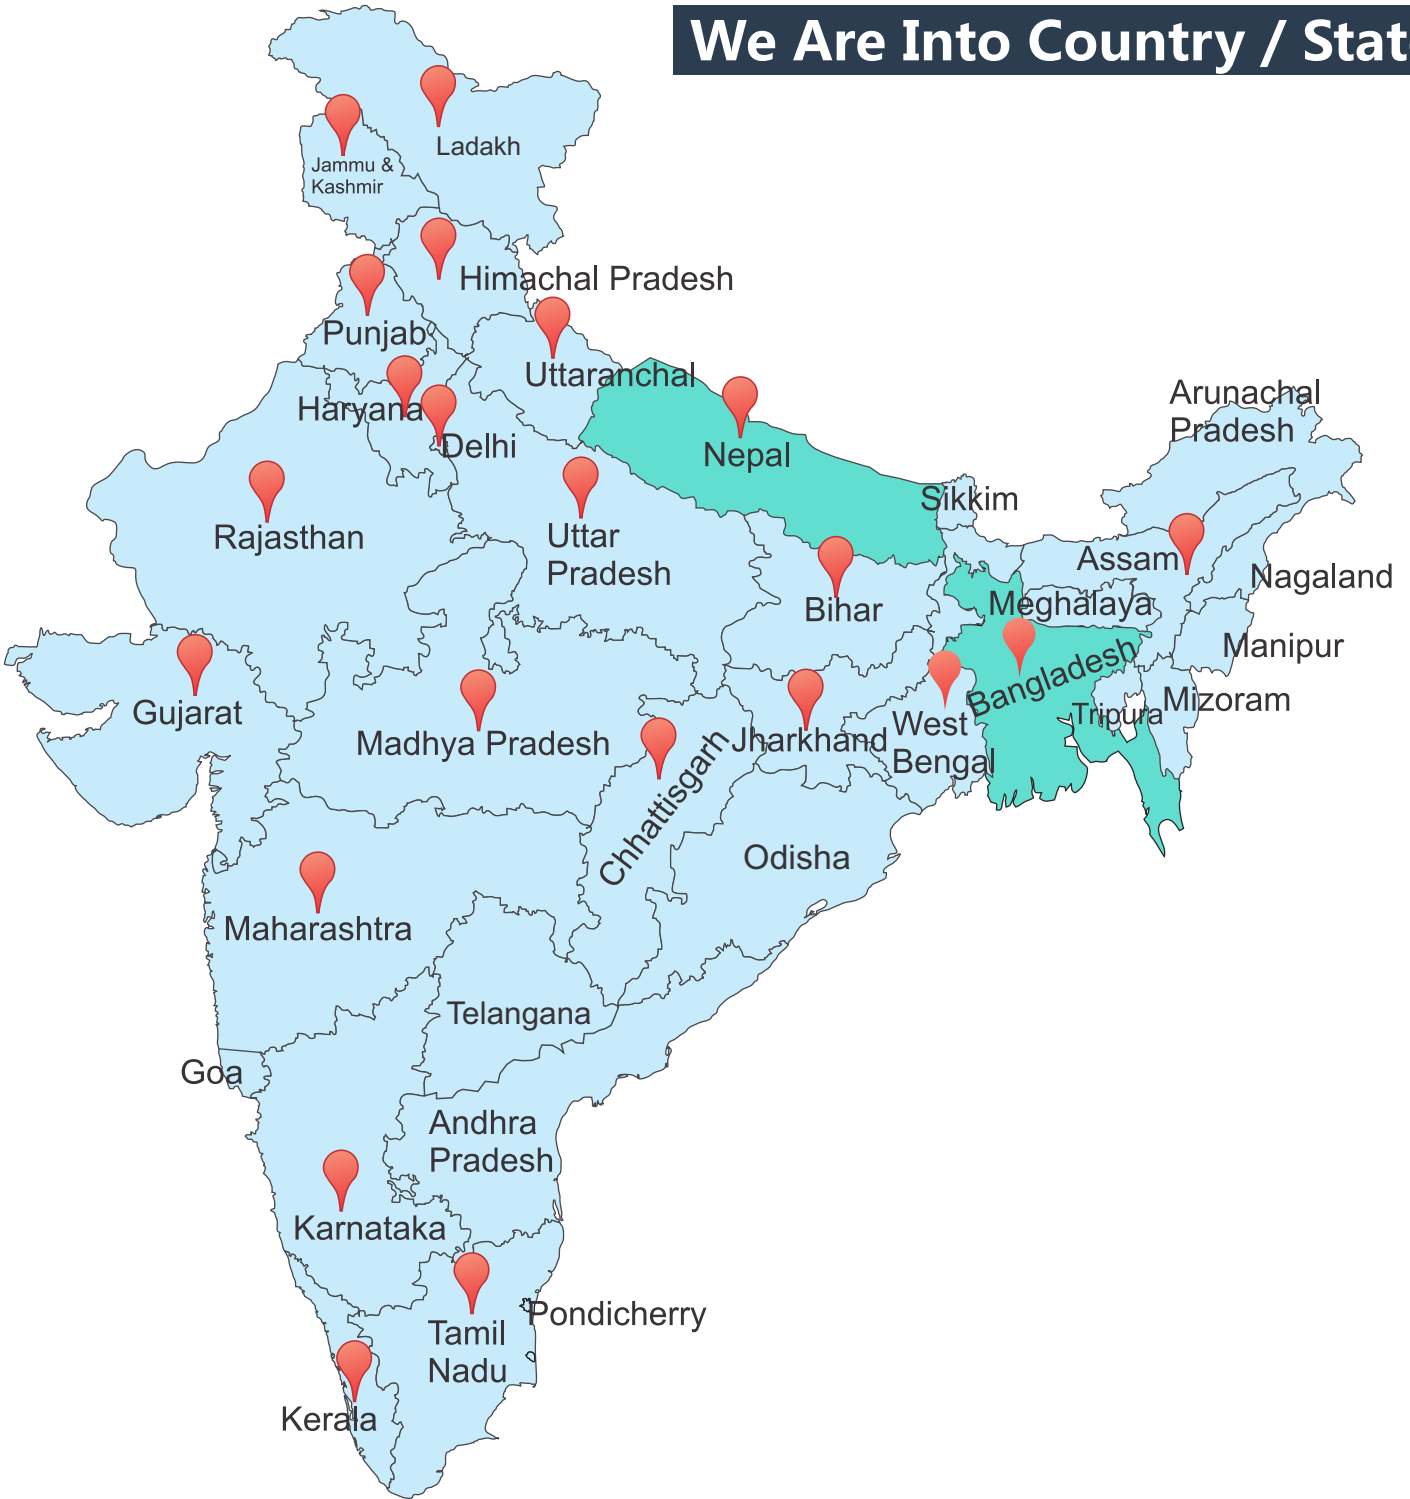 We Are Into Country / Stat
Ladakh
Jammu &
Kashmir
Himachal Pradesh
Punjab
Uttaranchal
Haryana
Delhi
Nepal
Arunachal
Pradesh
Sikkim
Rajasthan
Uttar
Pradesh
Assam
Nagaland
Bihar
Meghalaya
Manipur
Bangladesh
Mizoram
Gujarat
Tripura
West
Bengal
Madhya Pradesh
Jharkhand
Chhattisgarh
Odisha
Maharashtra
Telangana
Goa
Andhra
Pradesh
Karnataka
Pondicherry
Tamil
Nadu
Kerala